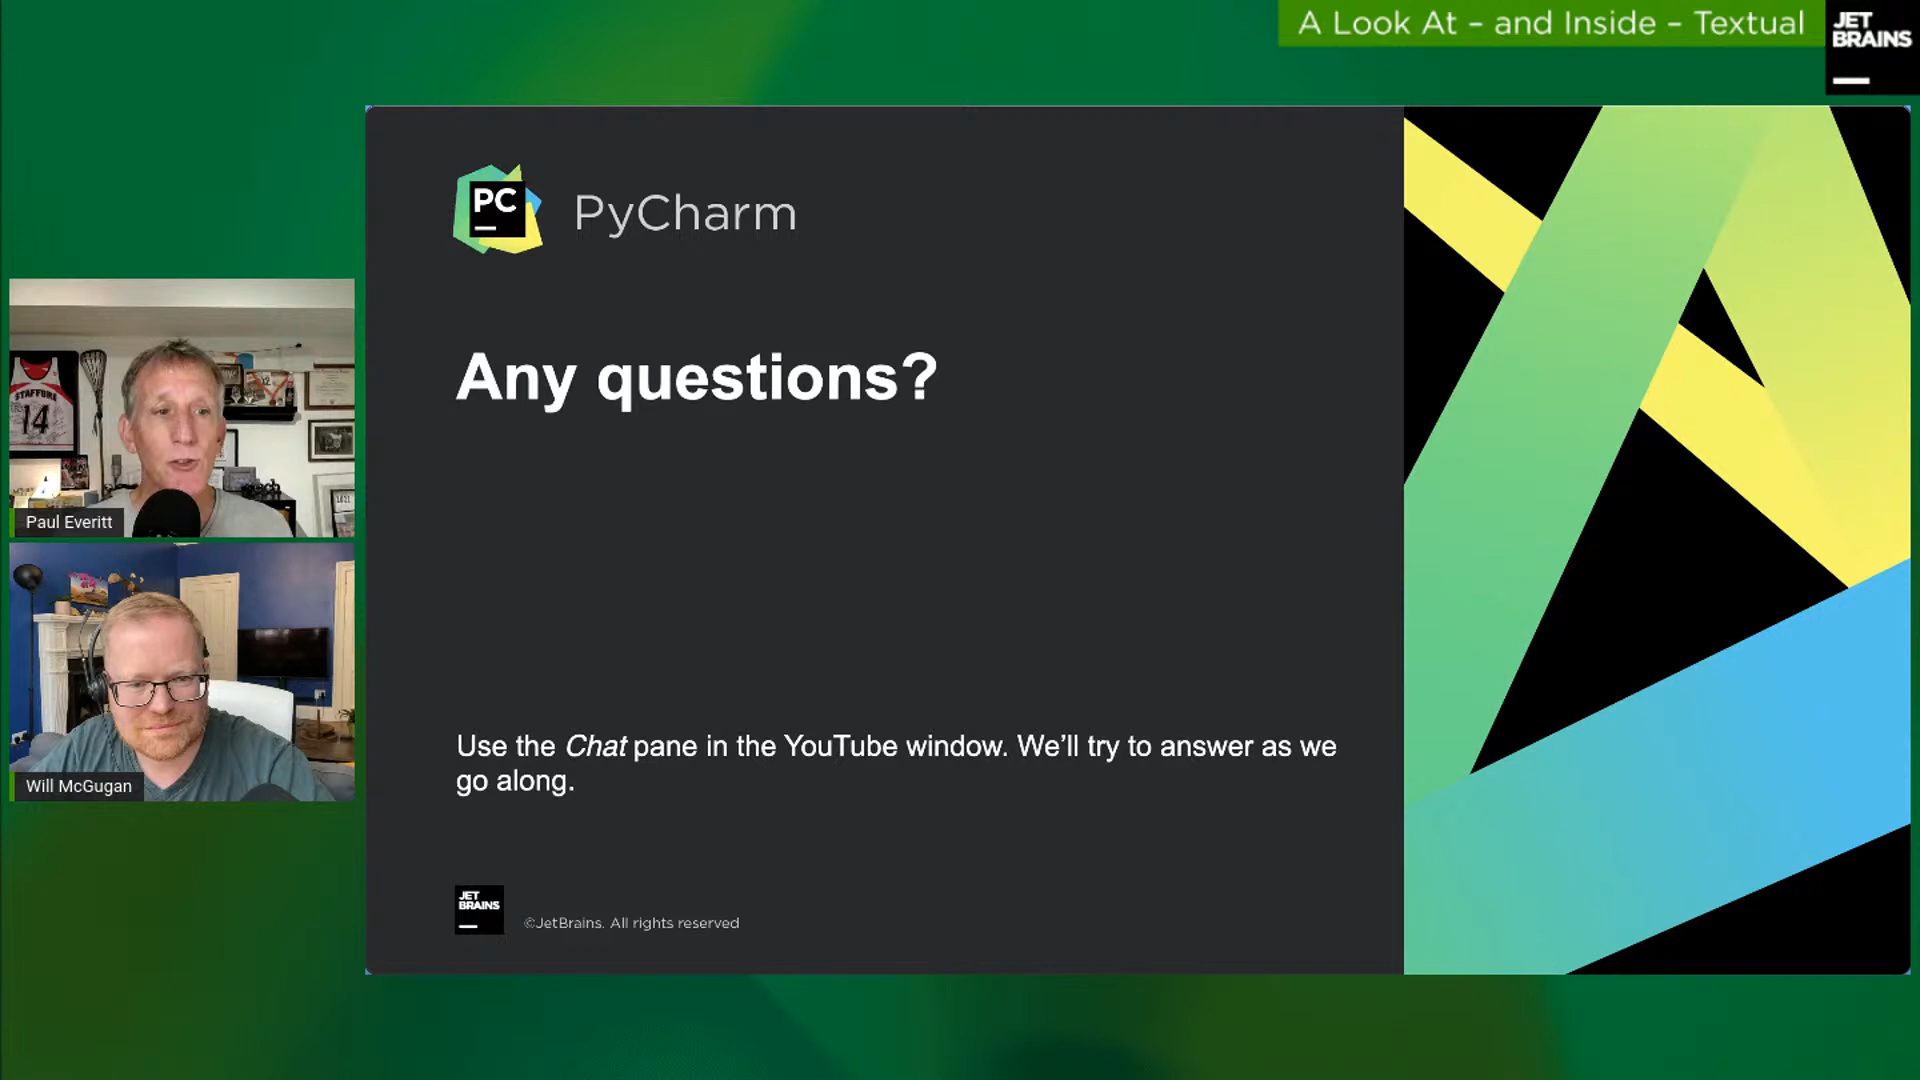 A Look At – and Inside – Textual
JET
BRAINS
PC
PyCharm
Any questions?
STAFFORD
14
Paul Everitt
Will McGugan
Use the Chat pane in the YouTube window. We’ll try to answer as we
go along.
JET
BRAINS
©JetBrains. All rights reserved